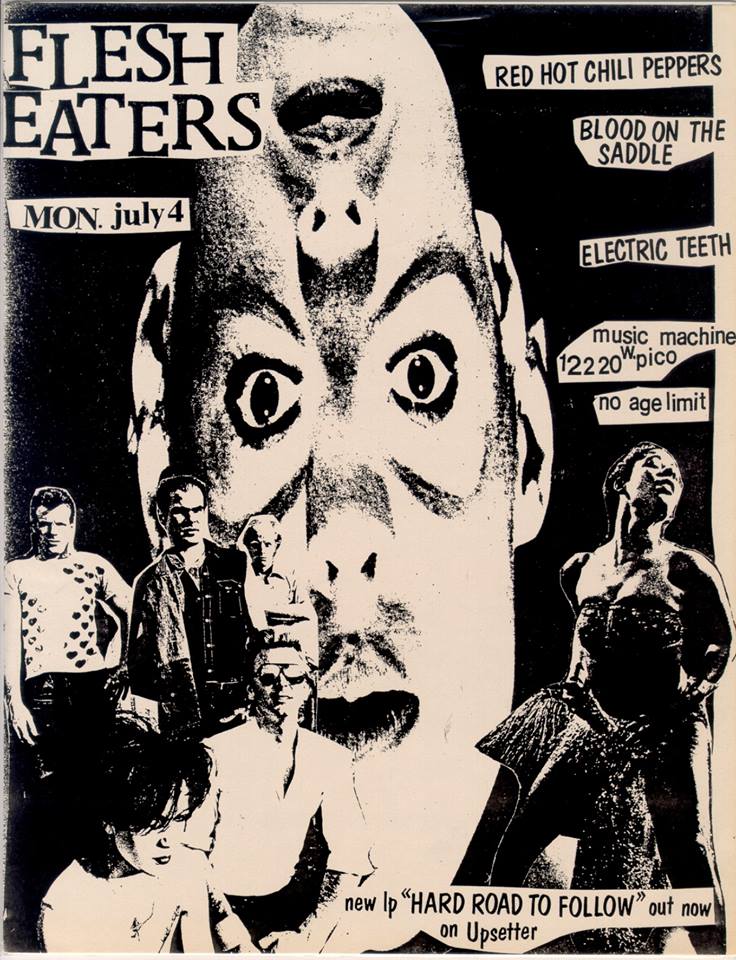 FLESH
EATERS
MON. july 4
RED HOT CHILI PEPPERS
BLOOD ON THE
SADDLE
ELECTRIC TEETH
music machine
12220 W. pico
no age limit
new lp "HARD ROAD TO FOLLOW" out now
on Upsetter